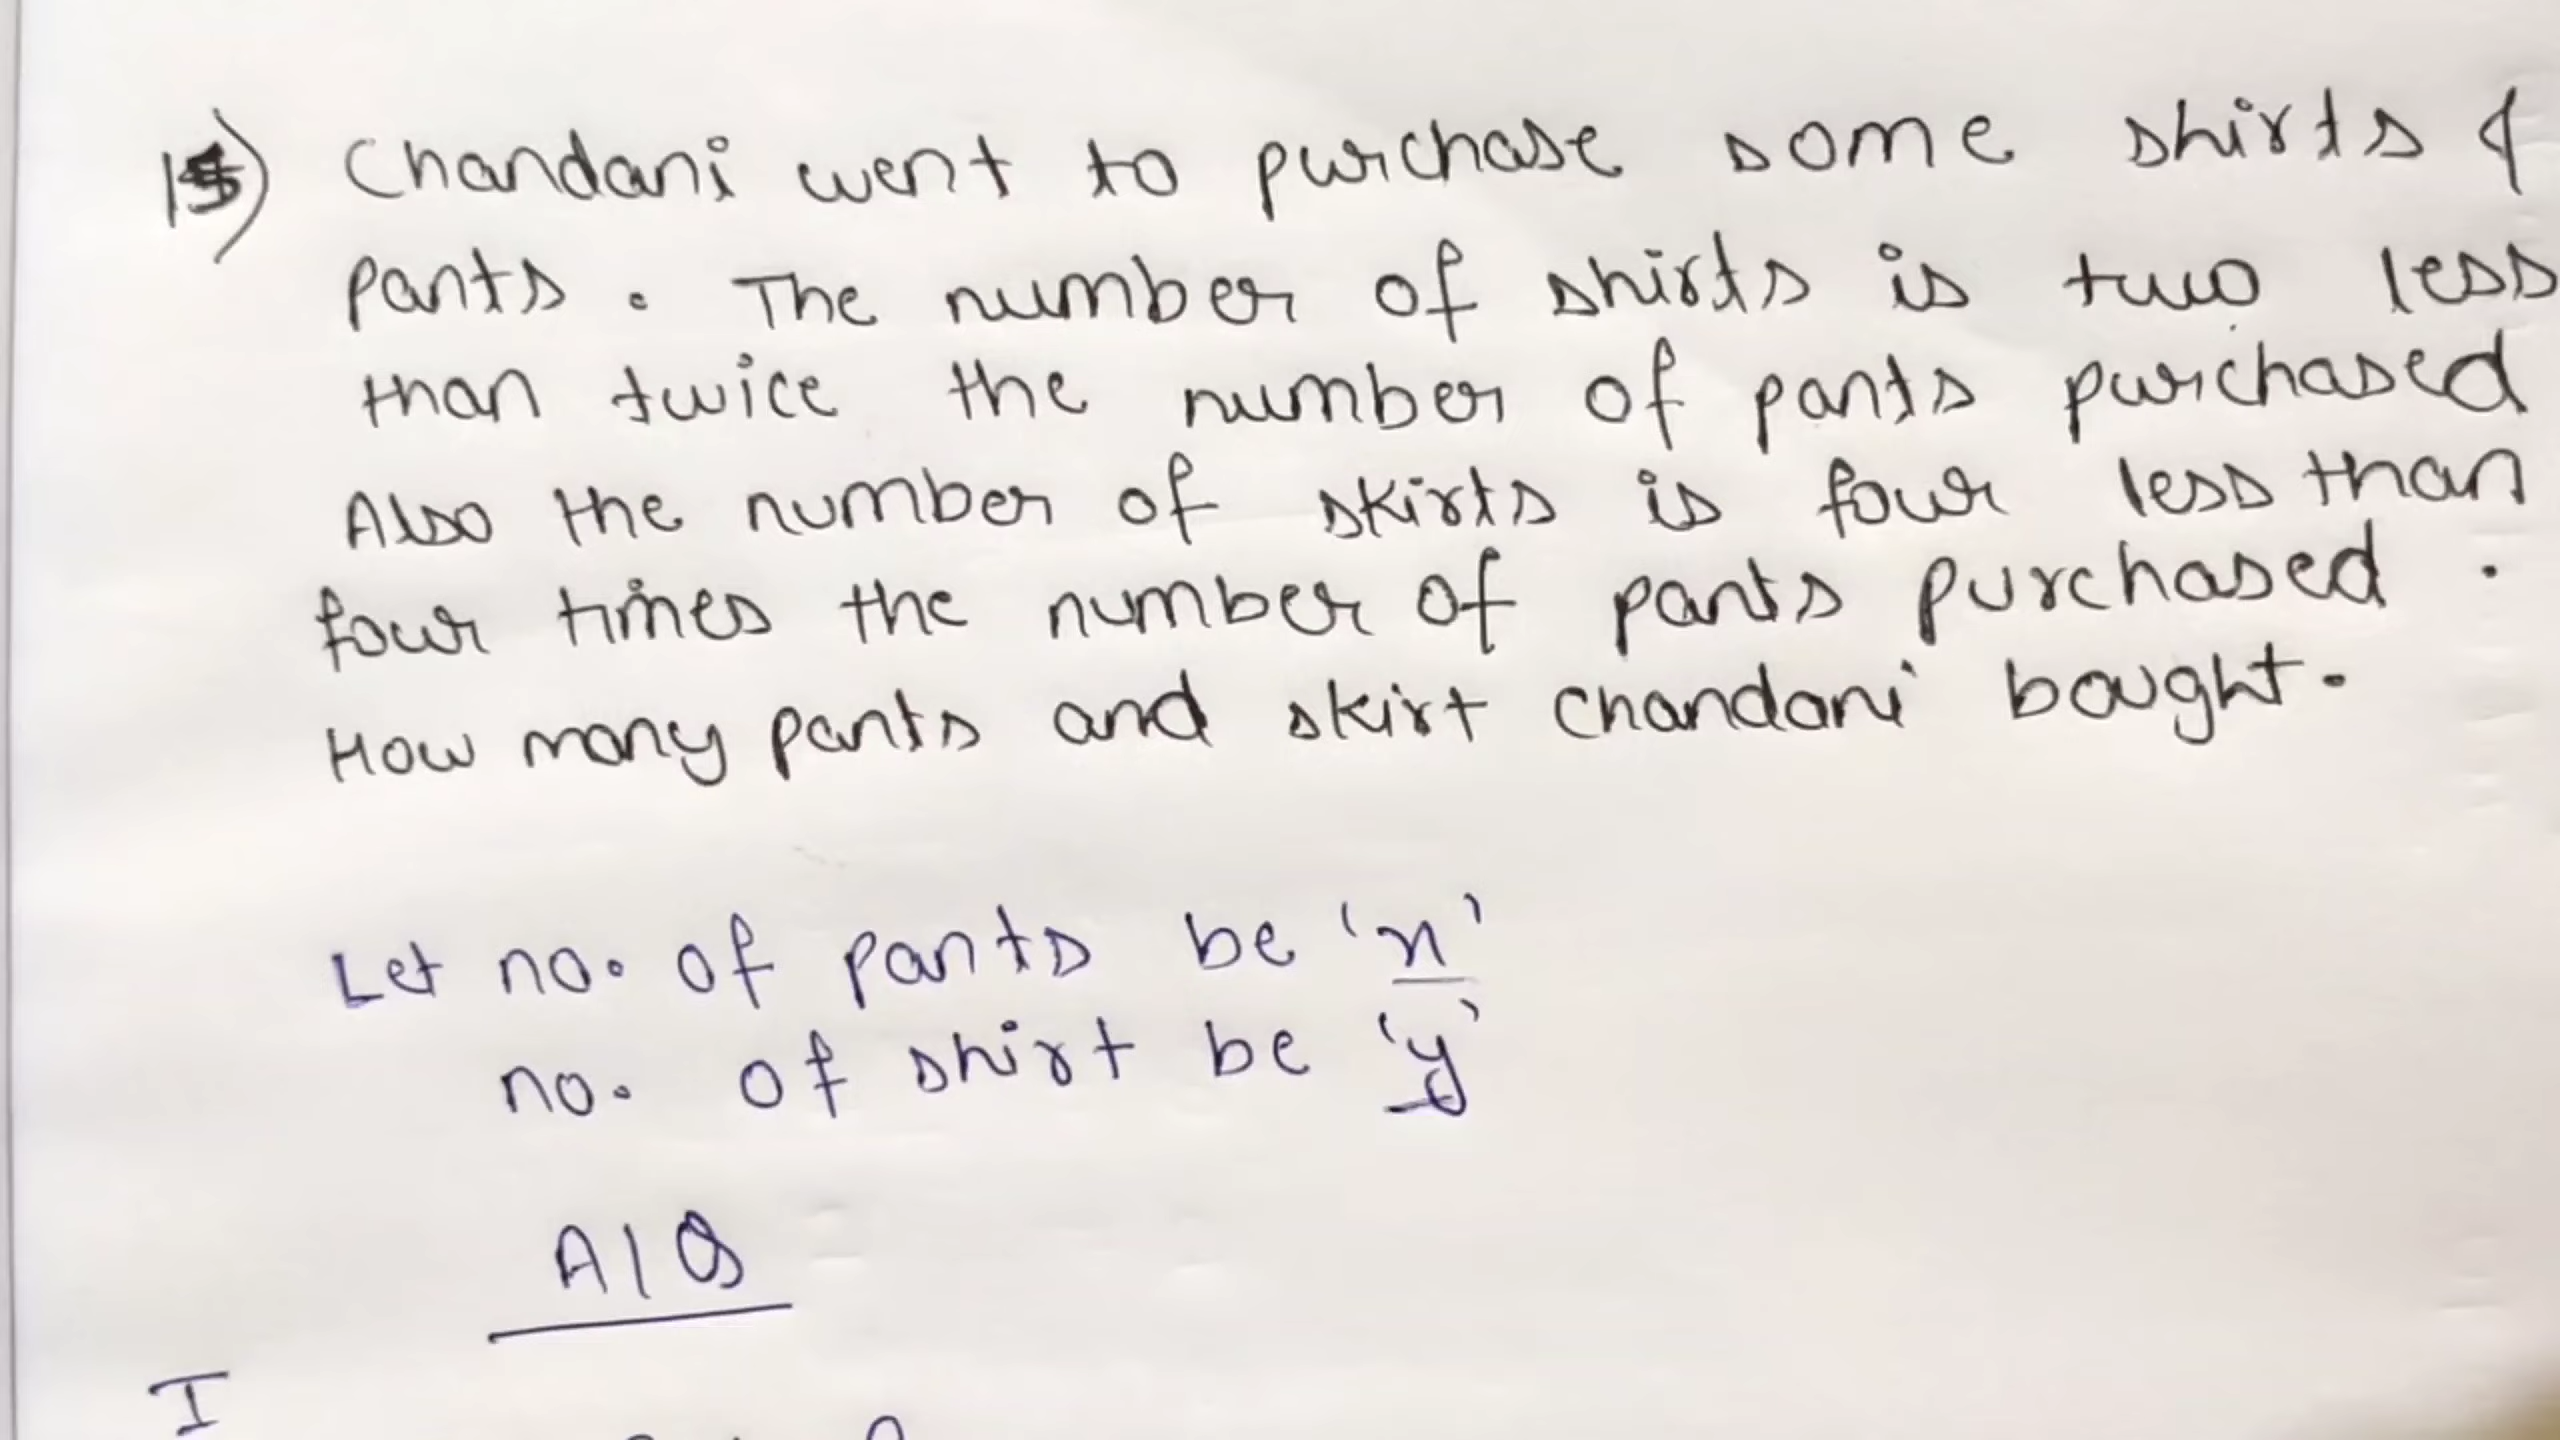 15) Chandani went to purchase some shirts &
pants. The number of shirts is two less
than twice the number of pants purchased
Also the number of skirts is four less than
four times the number of pants purchased.
How many pants and skirt Chandani bought.
Let no. of pants be 'x'
no. of shirt be 'y'
A/Q
I